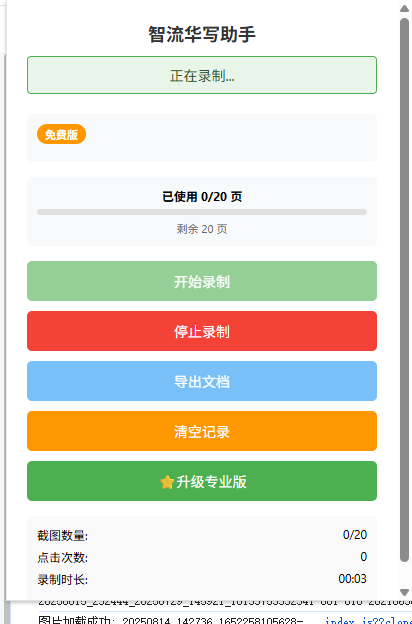 智流华写助手
正在录制...
免费版
已使用 0/20 页
剩余 20 页
开始录制
停止录制
导出文档
清空记录
⭐升级专业版
截图数量: 0/20
点击次数: 0
录制时长: 00:03
图片加载成功: 20250814_142736_1652258105628- index.js??clone